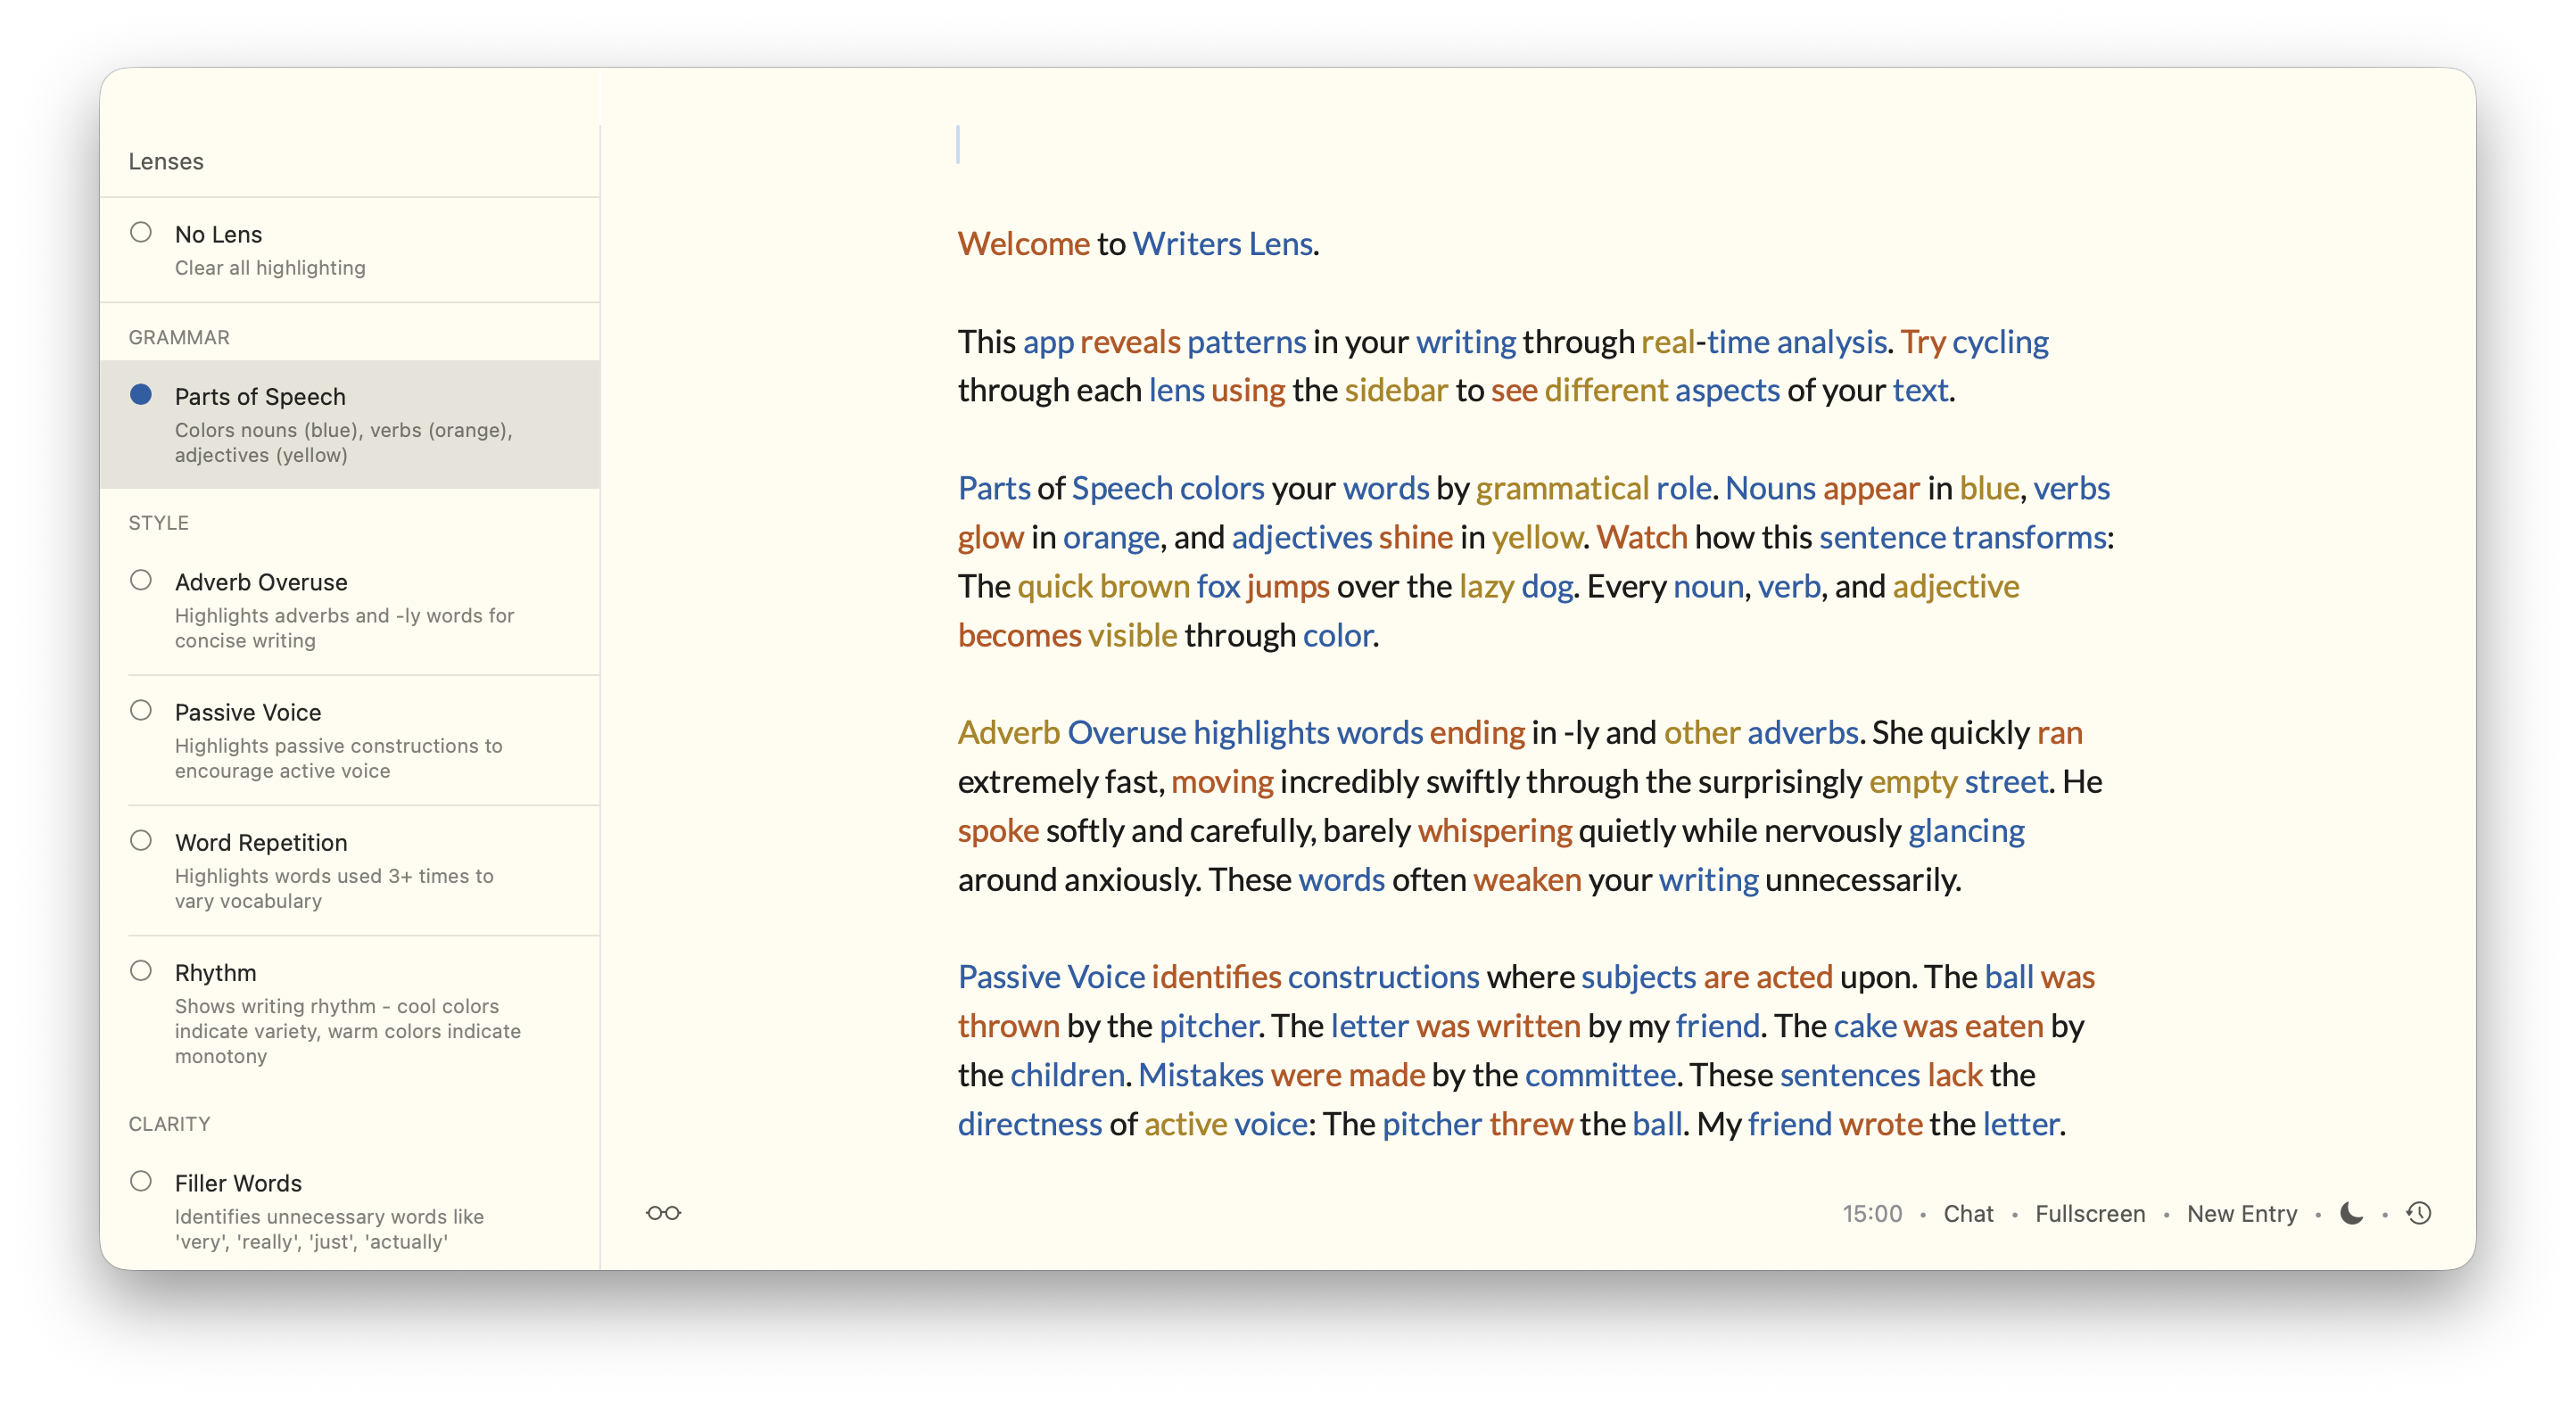 Lenses
No Lens
Clear all highlighting
GRAMMAR
Parts of Speech
Colors nouns (blue), verbs (orange),
adjectives (yellow)
STYLE
Adverb Overuse
Highlights adverbs and -ly words for
concise writing
Passive Voice
Highlights passive constructions to
encourage active voice
Word Repetition
Highlights words used 3+ times to
vary vocabulary
Rhythm
Shows writing rhythm - cool colors
indicate variety, warm colors indicate
monotony
CLARITY
Filler Words
Identifies unnecessary words like
'very', 'really', 'just', 'actually'
Welcome to Writers Lens.
This app reveals patterns in your writing through real-time analysis. Try cycling
through each lens using the sidebar to see different aspects of your text.
Parts of Speech colors your words by grammatical role. Nouns appear in blue, verbs
glow in orange, and adjectives shine in yellow. Watch how this sentence transforms:
The quick brown fox jumps over the lazy dog. Every noun, verb, and adjective
becomes visible through color.
Adverb Overuse highlights words ending in -ly and other adverbs. She quickly ran
extremely fast, moving incredibly swiftly through the surprisingly empty street. He
spoke softly and carefully, barely whispering quietly while nervously glancing
around anxiously. These words often weaken your writing unnecessarily.
Passive Voice identifies constructions where subjects are acted upon. The ball was
thrown by the pitcher. The letter was written by my friend. The cake was eaten by
the children. Mistakes were made by the committee. These sentences lack the
directness of active voice: The pitcher threw the ball. My friend wrote the letter.
15:00 • Chat • Fullscreen • New Entry • •